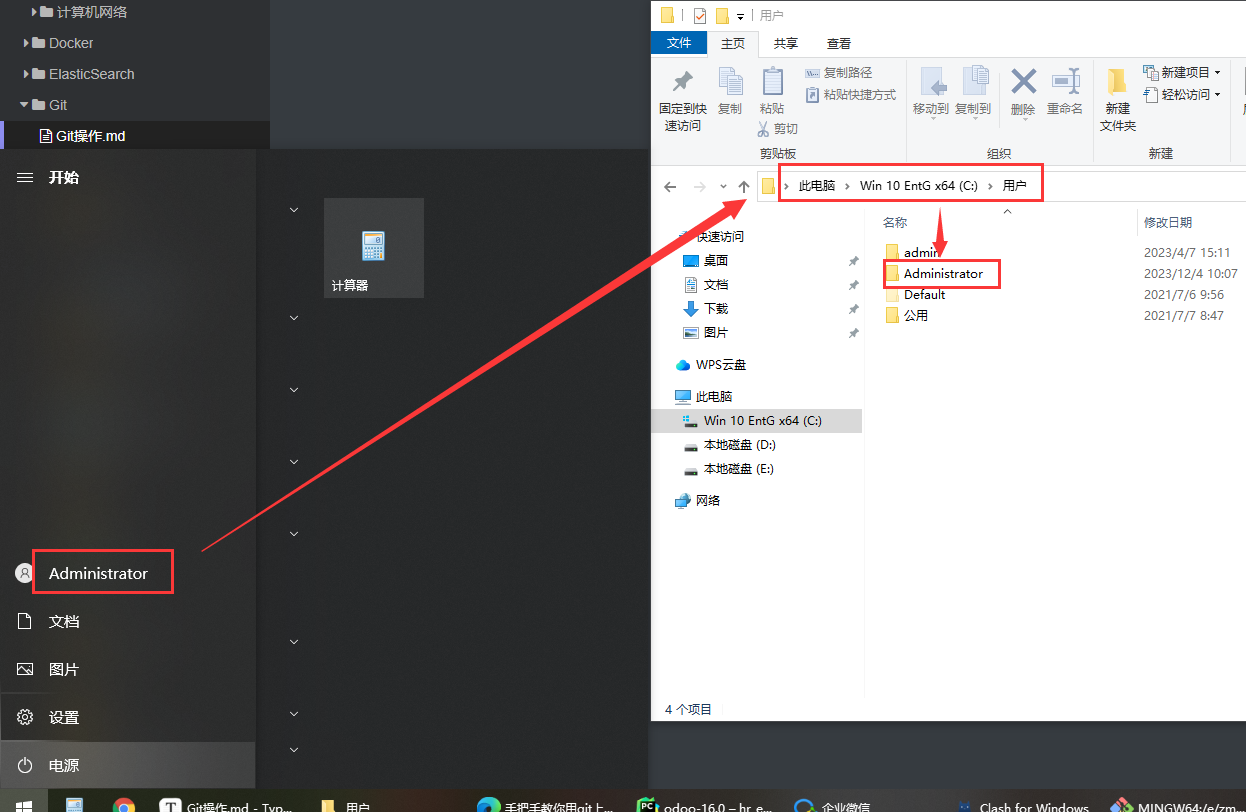 计算机网络
Docker
ElasticSearch
Git
Git操作.md
开始
计算器
Administrator
文档
图片
设置
电源
用户
文件
主页
共享
查看
固定到快
速访问
复制
粘贴
复制路径
粘贴快捷方式
剪切
剪贴板
移动到
复制到
删除
重命名
组织
新建
文件夹
新建项目
轻松访问
新建
此电脑 › Win 10 EntG x64 (C:) › 用户
快速访问
桌面
文档
下载
图片
WPS云盘
此电脑
Win 10 EntG x64 (C:)
本地磁盘 (D:)
本地磁盘 (E:)
网络
名称 修改日期
admin 2023/4/7 15:11
Administrator 2023/12/4 10:07
Default 2021/7/6 9:56
公用 2021/7/7 8:47
4 个项目
Git操作.md - Typ...
用户
手把手教你用git上...
odoo-16.0 – hr_e...
企业微信
Clash for Windows
MINGW64:/e/zm...